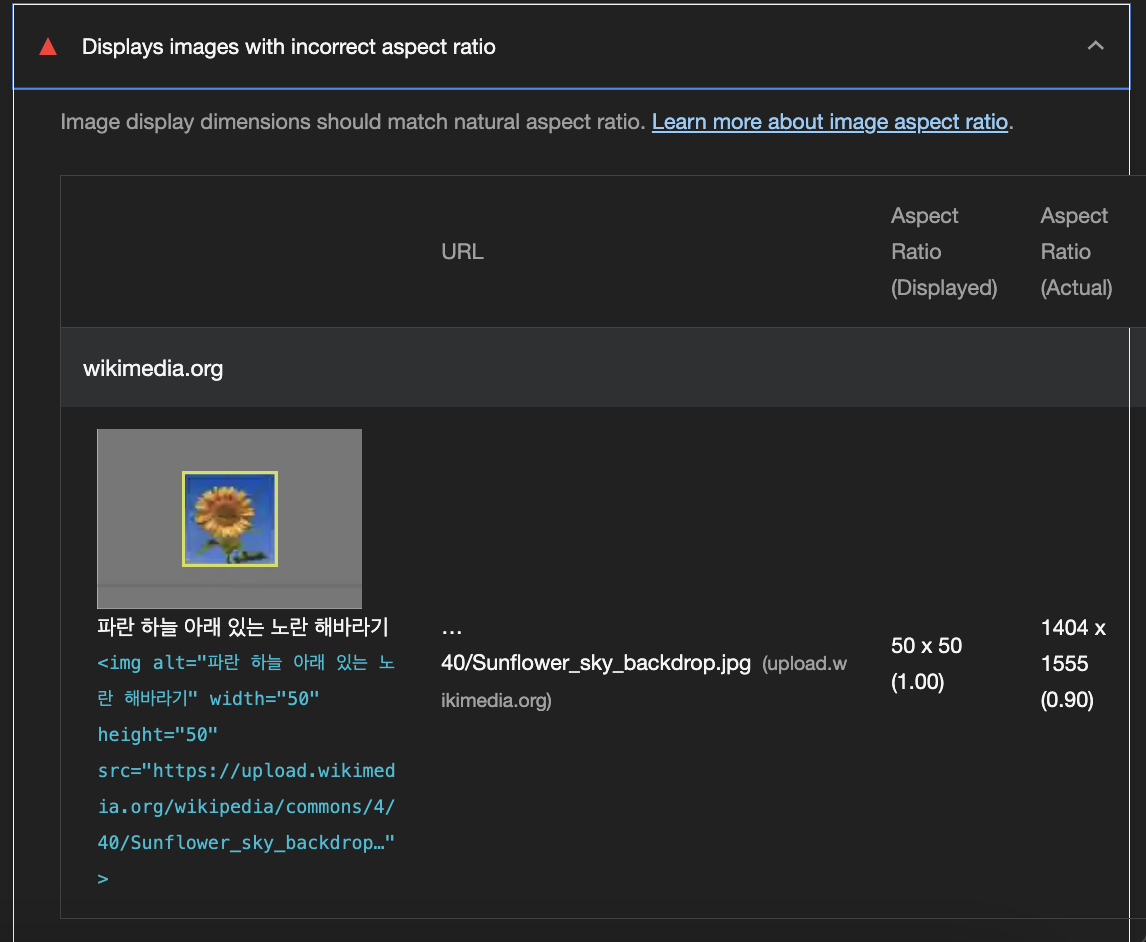 Displays images with incorrect aspect ratio
Image display dimensions should match natural aspect ratio. Learn more about image aspect ratio.
URL
Aspect
Ratio
(Displayed)
Aspect
Ratio
(Actual)
wikimedia.org
파란 하늘 아래 있는 노란 해바라기
<img alt="파란 하늘 아래 있는 노
란 해바라기" width="50"
height="50"
src="https://upload.wikimed
ia.org/wikipedia/commons/4/
40/Sunflower_sky_backdrop…"
>
…
40/Sunflower_sky_backdrop.jpg (upload.w
ikimedia.org)
50 x 50
(1.00)
1404 x
1555
(0.90)